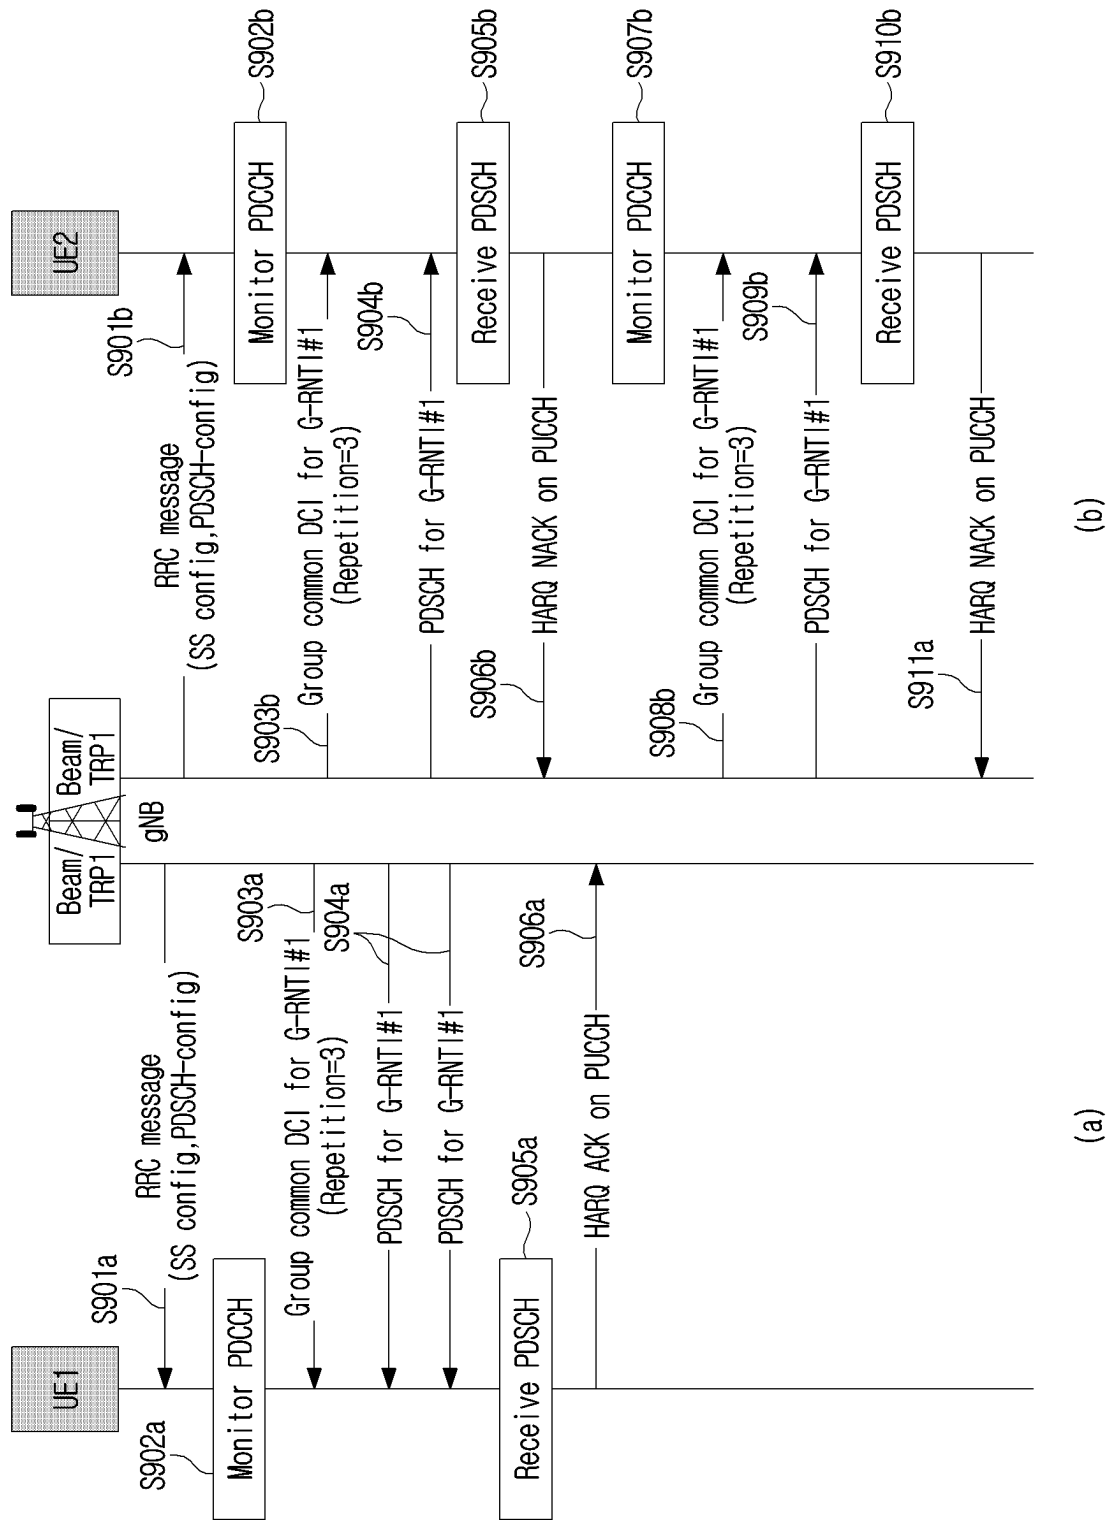 UE1
Beam/
TRP1
Beam/
TRP1
gNB
UE2
S901a
RRC message
(SS config,PDSCH-config)
RRC message
(SS config,PDSCH-config)
S901b
S902a
Monitor PDCCH
Monitor PDCCH
S902b
Group common DCI for G-RNTI#1
(Repetition=3)
S903a
S903b
Group common DCI for G-RNTI#1
(Repetition=3)
PDSCH for G-RNTI#1
S904a
PDSCH for G-RNTI#1
PDSCH for G-RNTI#1
S904b
Receive PDSCH
S905a
Receive PDSCH
S905b
HARQ ACK on PUCCH
S906a
S906b
HARQ NACK on PUCCH
Monitor PDCCH
S907b
S908b
Group common DCI for G-RNTI#1
(Repetition=3)
PDSCH for G-RNTI#1
S909b
Receive PDSCH
S910b
S911a
HARQ NACK on PUCCH
(a)
(b)